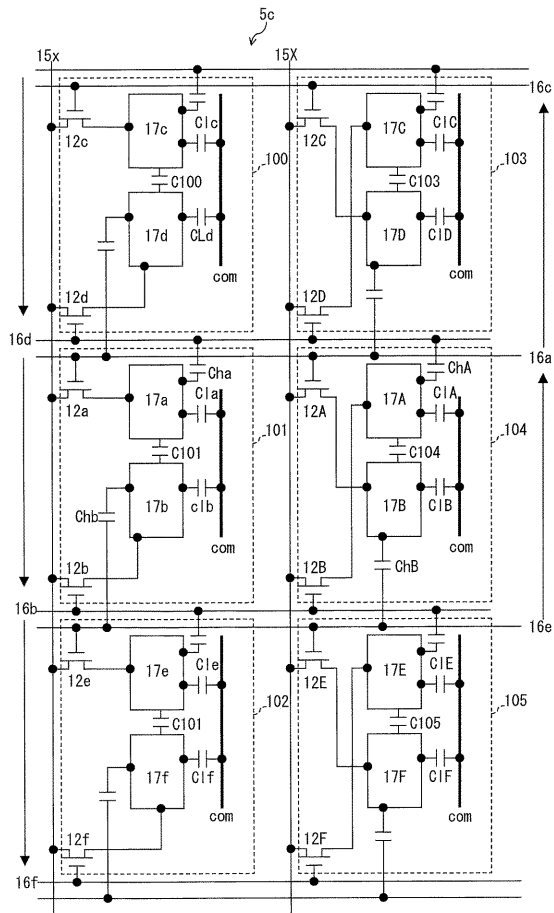 5c
15x 15X
16c
12c 17c Clc 12C 17C ClC
100 103
C100 C103
17d CLd 17D ClD
com com
12d 12D
16d
16a
Cha ChA
12a 17a Cla 12A 17A ClA
101 104
C101 C104
17b clb 17B ClB
Chb
com com
12b 12B ChB
16b
16e
12e 17e Cle 12E 17E ClE
102 105
C101 C105
17f Clf 17F ClF
com com
12f 12F
16f